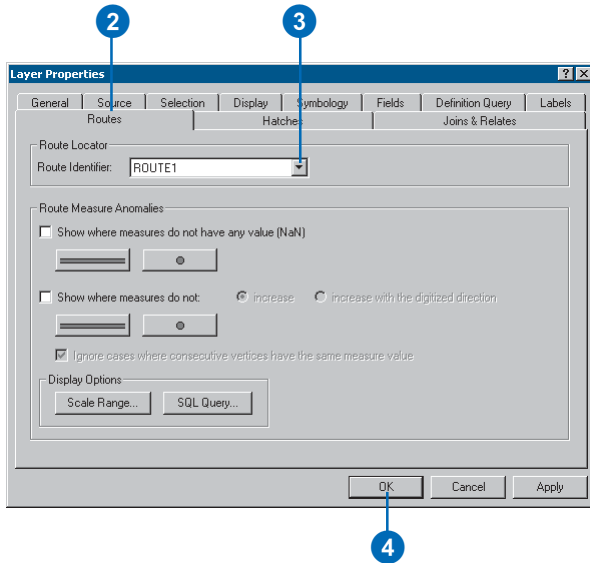 2 3
Layer Properties ? X
General Source Selection Display Symbology Fields Definition Query Labels
Routes Hatches Joins & Relates
Route Locator
Route Identifier: ROUTE1
Route Measure Anomalies
Show where measures do not have any value (NaN)
Show where measures do not: increase increase with the digitized direction
Ignore cases where consecutive vertices have the same measure value
Display Options
Scale Range... SQL Query...
OK Cancel Apply
4